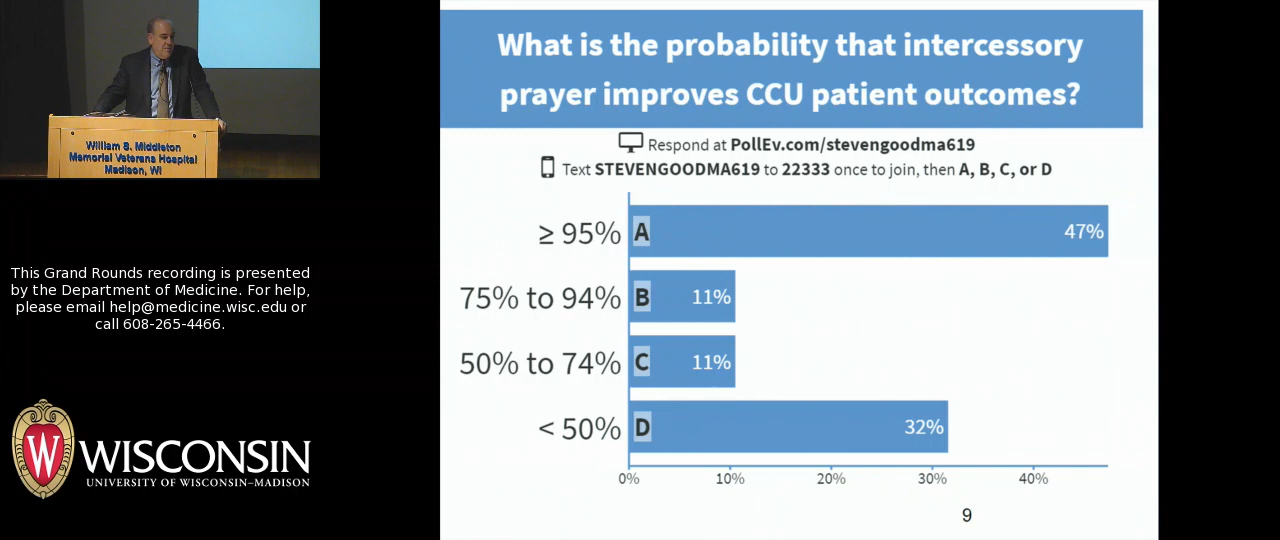 William S. Middleton
Memorial Veterans Hospital
Madison, WI
This Grand Rounds recording is presented
by the Department of Medicine. For help,
please email help@medicine.wisc.edu or
call 608-265-4466.
W
WISCONSIN
UNIVERSITY OF WISCONSIN–MADISON
What is the probability that intercessory
prayer improves CCU patient outcomes?
Respond at PollEv.com/stevengoodma619
Text STEVENGOODMA619 to 22333 once to join, then A, B, C, or D
≥ 95% A 47%
75% to 94% B 11%
50% to 74% C 11%
< 50% D 32%
0% 10% 20% 30% 40%
9